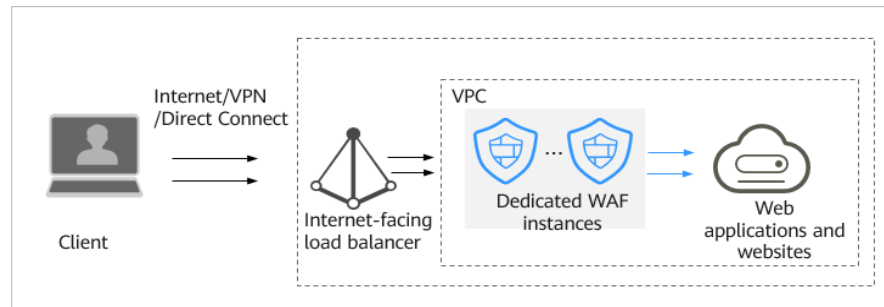 Internet/VPN
/Direct Connect
Client
Internet-facing
load balancer
VPC
...
Dedicated WAF
instances
Web
applications and
websites